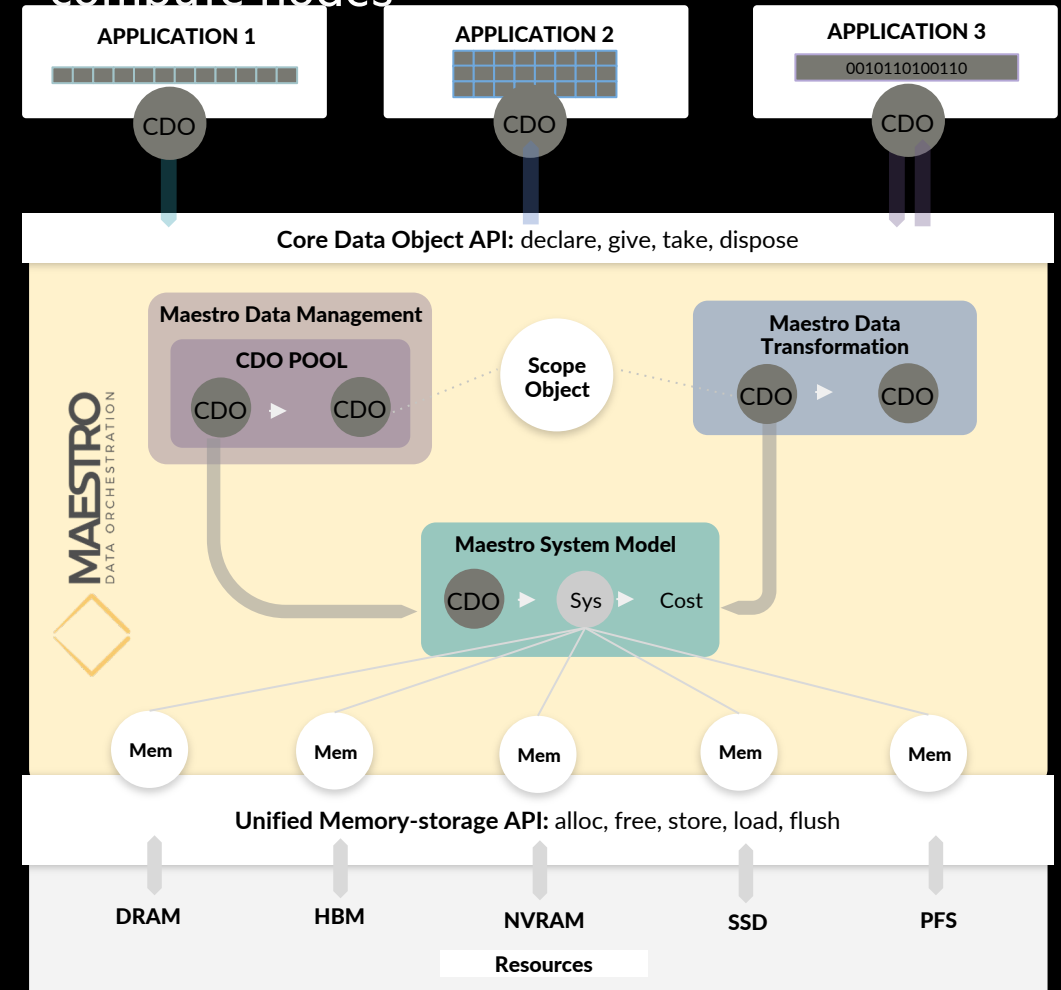 compute nodes
APPLICATION 1
APPLICATION 2
APPLICATION 3
0010110100110
CDO
CDO
CDO
Core Data Object API: declare, give, take, dispose
Maestro Data Management
CDO POOL
CDO
CDO
Scope
Object
Maestro Data
Transformation
CDO
CDO
MAESTRO
DATA ORCHESTRATION
Maestro System Model
CDO
Sys
Cost
Mem
Mem
Mem
Mem
Mem
Unified Memory-storage API: alloc, free, store, load, flush
DRAM
HBM
NVRAM
SSD
PFS
Resources